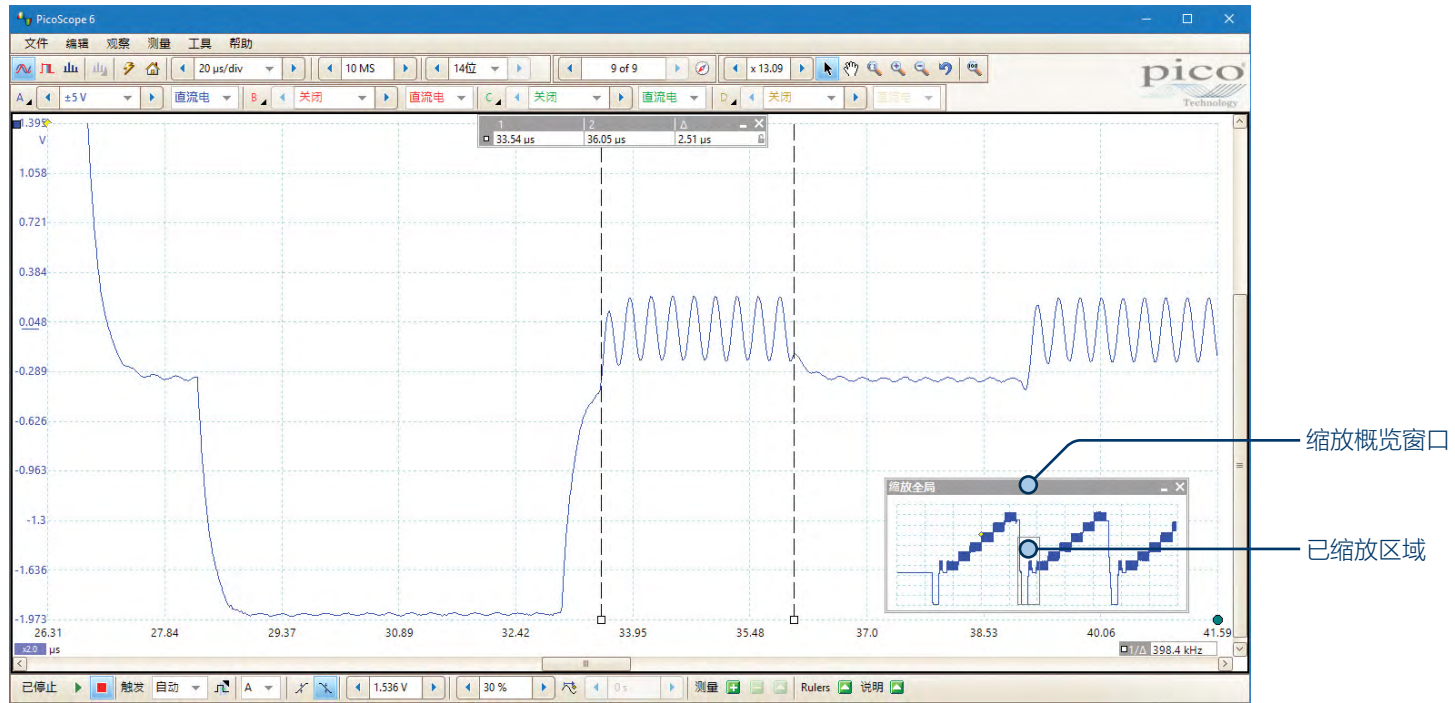 PicoScope 6
文件 编辑 观察 测量 工具 帮助
20 µs/div 10 MS 14位 9 of 9 x 13.09
pico
Technology
A ±5 V 直流电 B 关闭 直流电 C 关闭 直流电 D 关闭 直流电
1.395
V
1 2 Δ
33.54 µs 36.05 µs 2.51 µs
1.058
0.721
0.384
0.048
-0.289
-0.626
缩放概览窗口
-0.963
缩放全局
-1.3
已缩放区域
-1.636
-1.973
26.31 27.84 29.37 30.89 32.42 33.95 35.48 37.0 38.53 40.06 41.59
x2.0 µs
1/Δ 398.4 kHz
已停止 触发 自动 A 1.536 V 30 % 0 s 测量 Rulers 说明